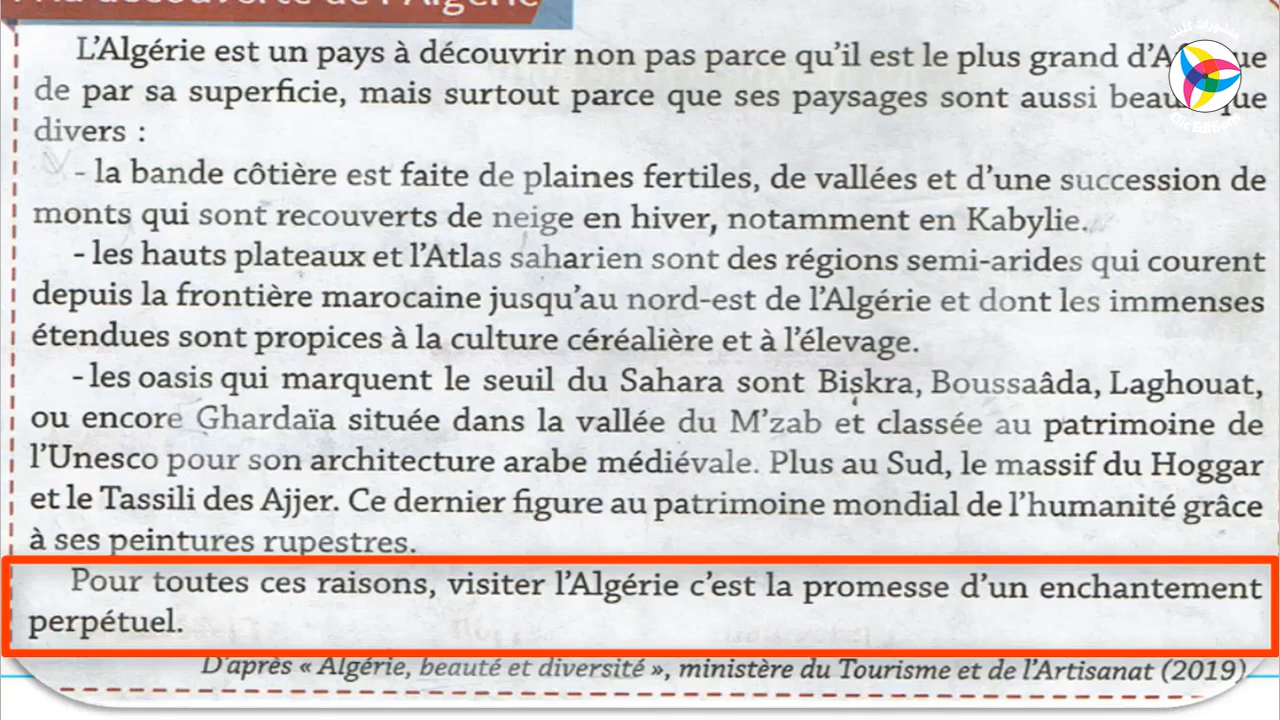 de l'Algérie
L'Algérie est un pays à découvrir non pas parce qu'il est le plus grand d'A
de par sa superficie, mais surtout parce que ses paysages sont aussi beau que
divers :
- la bande côtière est faite de plaines fertiles, de vallées et d'une succession de
monts qui sont recouverts de neige en hiver, notamment en Kabylie.
- les hauts plateaux et l'Atlas saharien sont des régions semi-arides qui courent
depuis la frontière marocaine jusqu'au nord-est de l'Algérie et dont les immenses
étendues sont propices à la culture céréalière et à l'élevage.
- les oasis qui marquent le seuil du Sahara sont Biskra, Boussaâda, Laghouat,
ou encore Ghardaïa située dans la vallée du M'zab et classée au patrimoine de
l'Unesco pour son architecture arabe médiévale. Plus au Sud, le massif du Hoggar
et le Tassili des Ajjer. Ce dernier figure au patrimoine mondial de l'humanité grâce
à ses peintures rupestres.
Pour toutes ces raisons, visiter l'Algérie c'est la promesse d'un enchantement
perpétuel.
D'après « Algérie, beauté et diversité », ministère du Tourisme et de l'Artisanat (2019)
منشورات كليك
Clic Editions